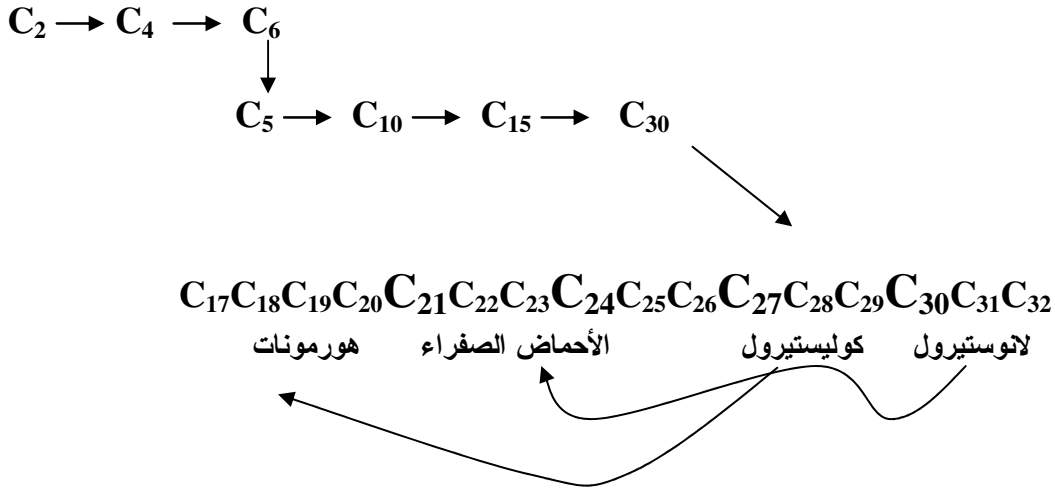 C₂ → C₄ → C₆
C₅ → C₁₀ → C₁₅ → C₃₀
C₁₇C₁₈C₁₉C₂₀C₂₁C₂₂C₂₃C₂₄C₂₅C₂₆C₂₇C₂₈C₂₉C₃₀C₃₁C₃₂
لانوستيرول كوليستيرول الأحماض الصفراء هورمونات